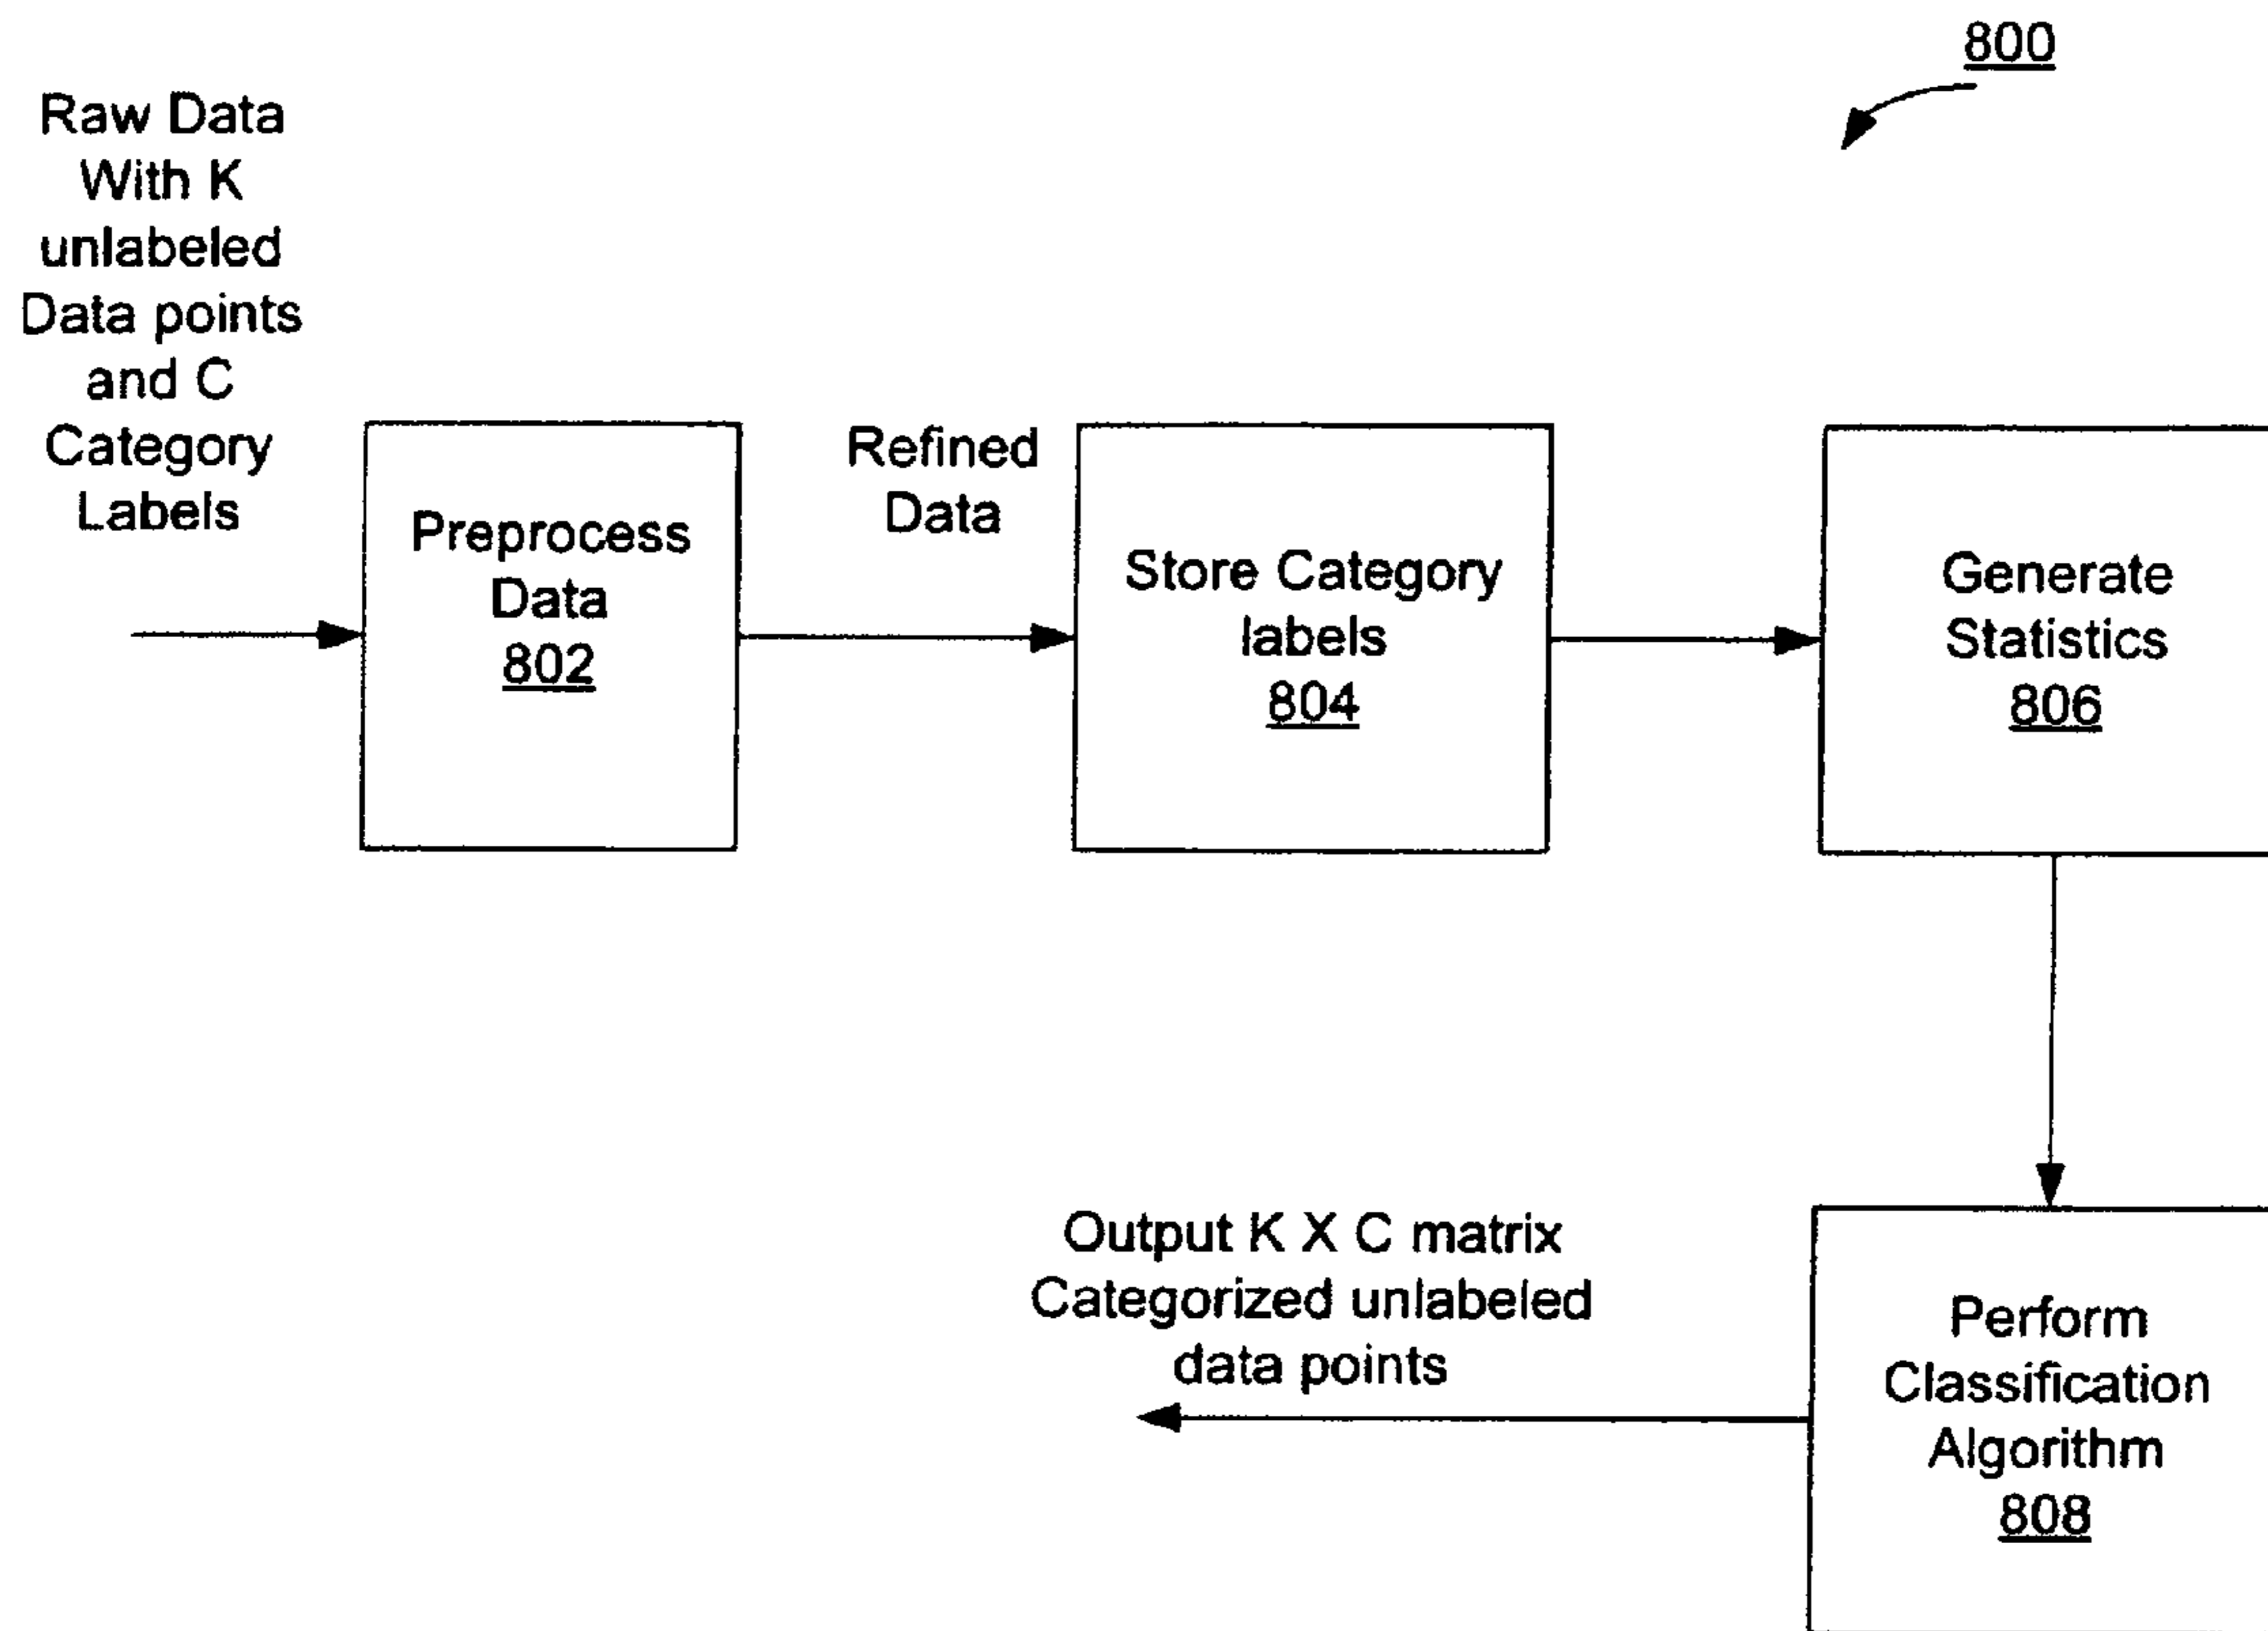 800
Raw Data
With K
unlabeled
Data points
and C
Category
Labels
Preprocess
Data
802
Refined
Data
Store Category
labels
804
Generate
Statistics
806
Output K X C matrix
Categorized unlabeled
data points
Perform
Classification
Algorithm
808